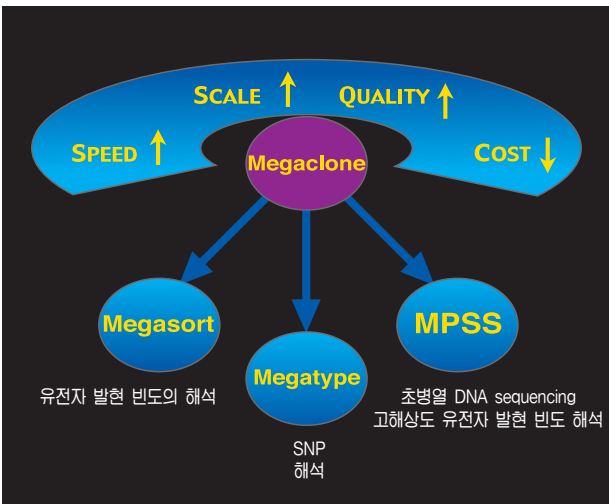 SCALE ↑ QUALITY ↑
SPEED ↑ COST ↓
Megaclone
Megasort
MPSS
Megatype
유전자 발현 빈도의 해석
초병열 DNA sequencing
고해상도 유전자 발현 빈도 해석
SNP
해석